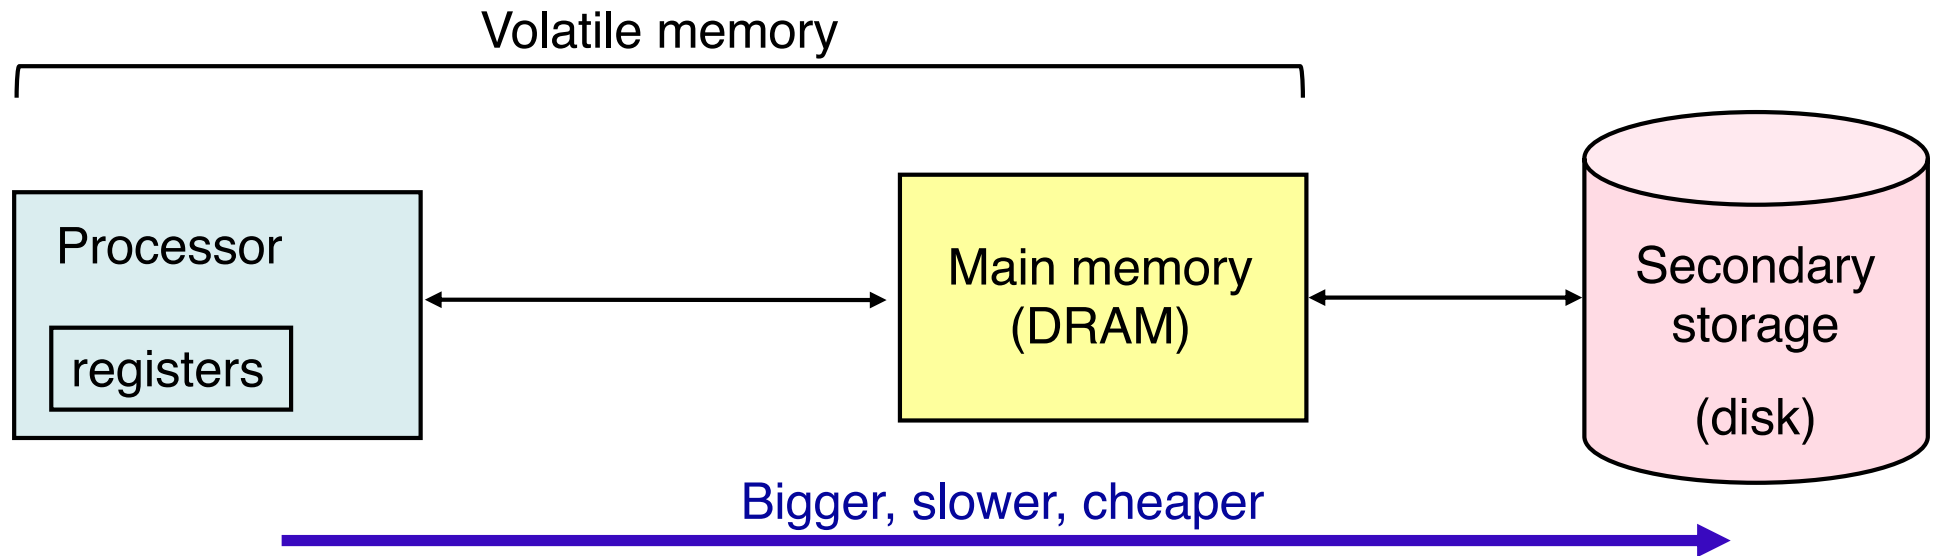 Volatile memory
Processor
registers
Main memory
(DRAM)
Secondary
storage
(disk)
Bigger, slower, cheaper